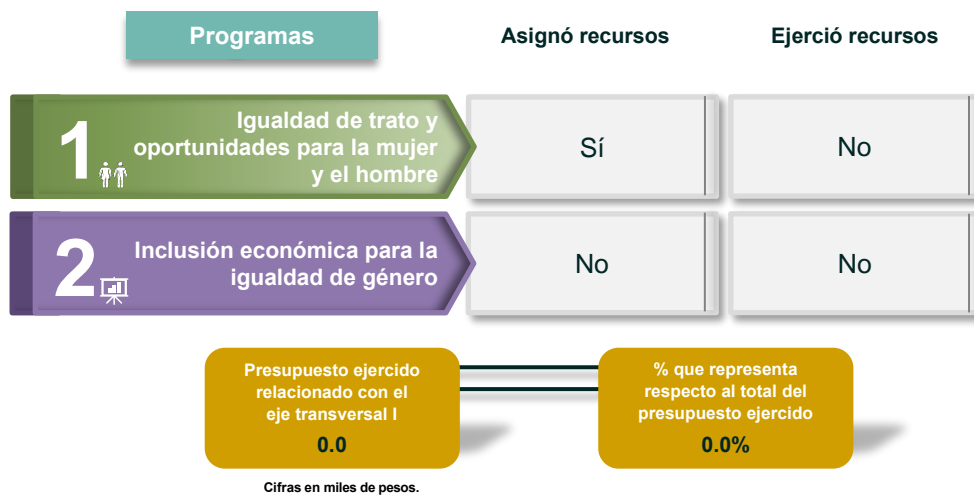 Programas
Asignó recursos
Ejerció recursos
1
Igualdad de trato y
oportunidades para la mujer
y el hombre
Sí
No
2
Inclusión económica para la
igualdad de género
No
No
Presupuesto ejercido
relacionado con el
eje transversal I
0.0
% que representa
respecto al total del
presupuesto ejercido
0.0%
Cifras en miles de pesos.